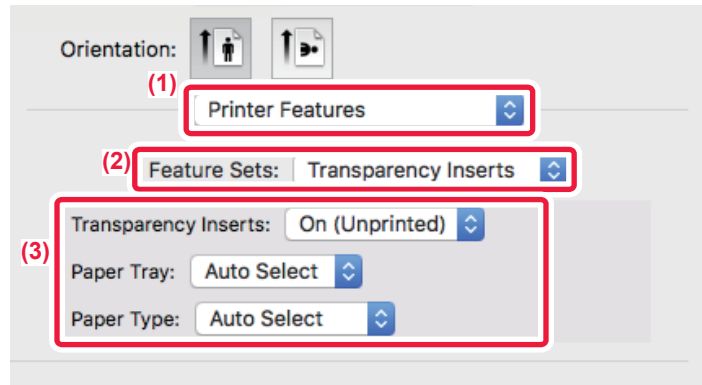 Orientation:
(1)
Printer Features
(2) Feature Sets: Transparency Inserts
Transparency Inserts: On (Unprinted)
(3)
Paper Tray: Auto Select
Paper Type: Auto Select